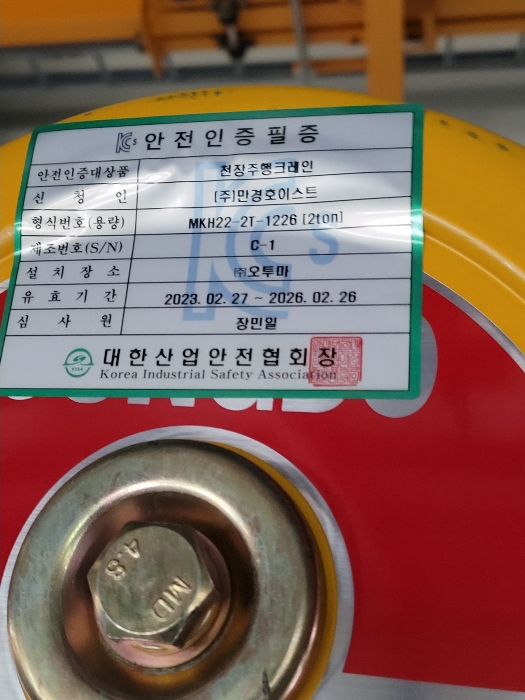 KCs 안전인증필증
안전인증대상품 천장주행크레인
신청인 [주]만경호이스트
형식번호(용량) MKH22-2T-1226 [2ton]
제조번호(S/N) C-1
설치장소 ㈜오투마
유효기간 2023. 02. 27 ~ 2026. 02. 26
심사원 장민일
대한산업안전협회장
Korea Industrial Safety Association
4.8
MD